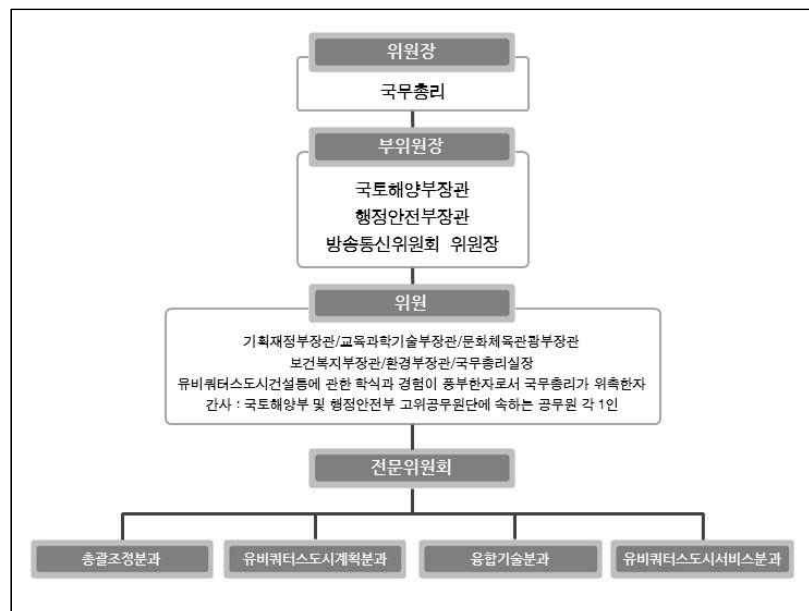 위원장
국무총리
부위원장
국토해양부장관
행정안전부장관
방송통신위원회 위원장
위원
기획재정부장관/교육과학기술부장관/문화체육관광부장관
보건복지부장관/환경부장관/국무총리실장
유비쿼터스도시건설통에 관한 학식과 경험이 풍부한자로서 국무총리가 위촉한자
간사 : 국토해양부 및 행정안전부 고위공무원단에 속하는 공무원 각 1인
전문위원회
총괄조정분과
유비쿼터스도시계획분과
융합기술분과
유비쿼터스도시서비스분과